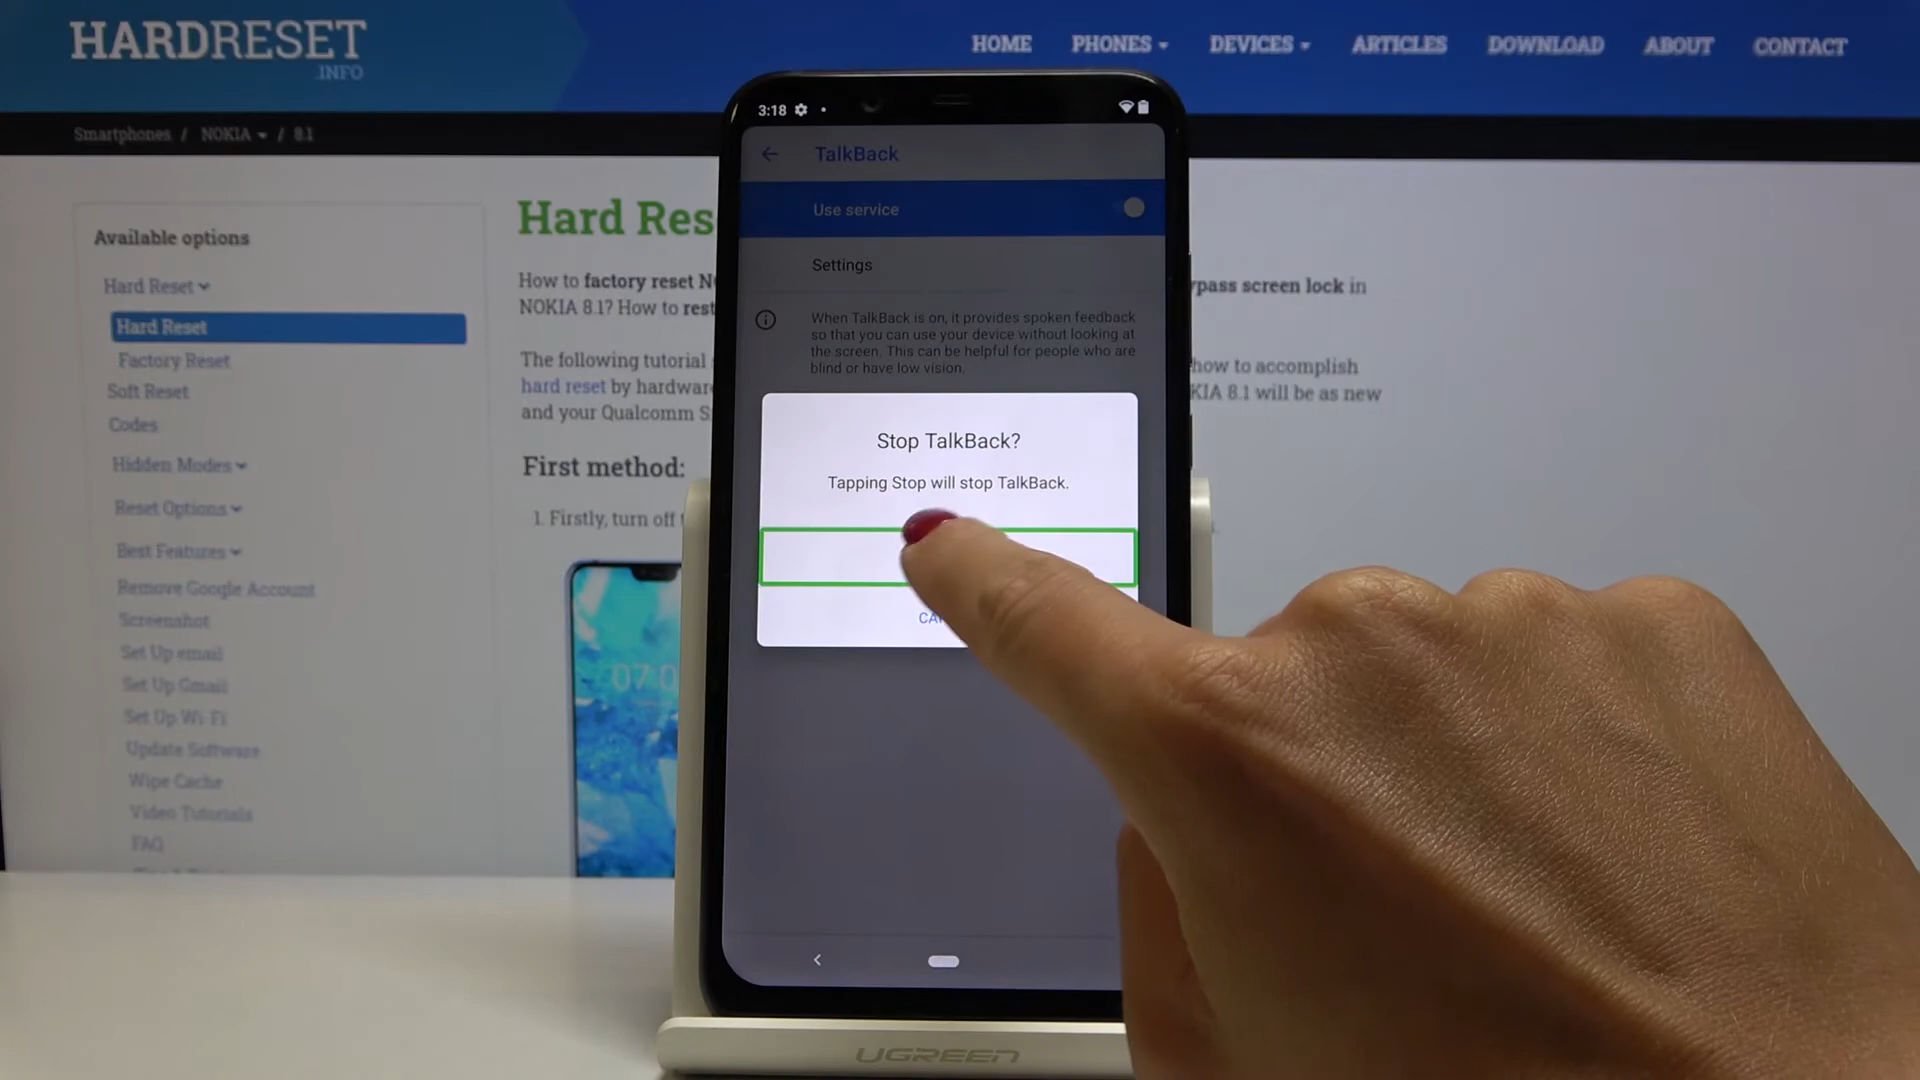 HARDRESET
.INFO
HOME PHONES DEVICES ARTICLES DOWNLOAD ABOUT CONTACT
Smartphones / NOKIA / 8.1
Available options
Hard Reset
Hard Reset
Factory Reset
Soft Reset
Codes
Hidden Modes
Reset Options
Best Features
Remove Google Account
Screenshot
Set Up email
Set Up Gmail
Set Up Wi-Fi
Update Software
Wipe Cache
Video Tutorials
FAQ
Hard Res
How to factory reset N
NOKIA 8.1? How to rest
The following tutorial
hard reset by hardwar
and your Qualcomm S
First method:
1. Firstly, turn off t
07:0
ypass screen lock in
how to accomplish
KIA 8.1 will be as new
3:18
TalkBack
Use service
Settings
When TalkBack is on, it provides spoken feedback
so that you can use your device without looking at
the screen. This can be helpful for people who are
blind or have low vision.
Stop TalkBack?
Tapping Stop will stop TalkBack.
CA
UGREEN